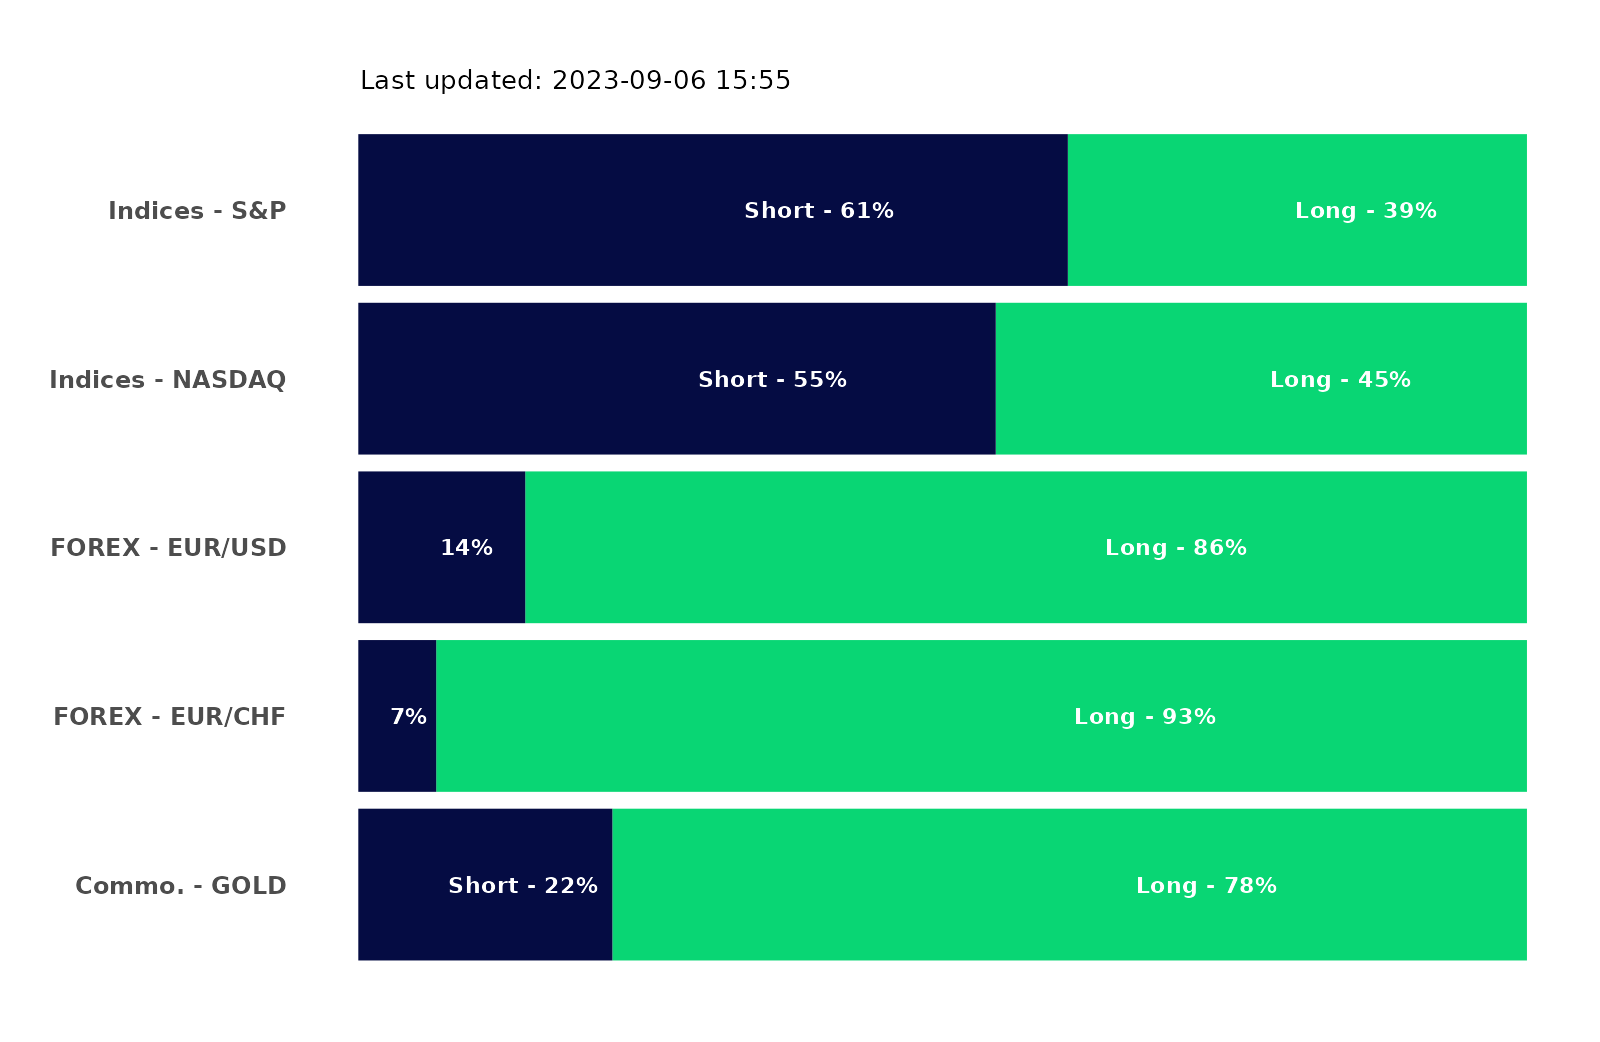 Last updated: 2023-09-06 15:55
Indices - S&P
Short - 61%
Long - 39%
Indices - NASDAQ
Short - 55%
Long - 45%
FOREX - EUR/USD
14%
Long - 86%
FOREX - EUR/CHF
7%
Long - 93%
Commo. - GOLD
Short - 22%
Long - 78%